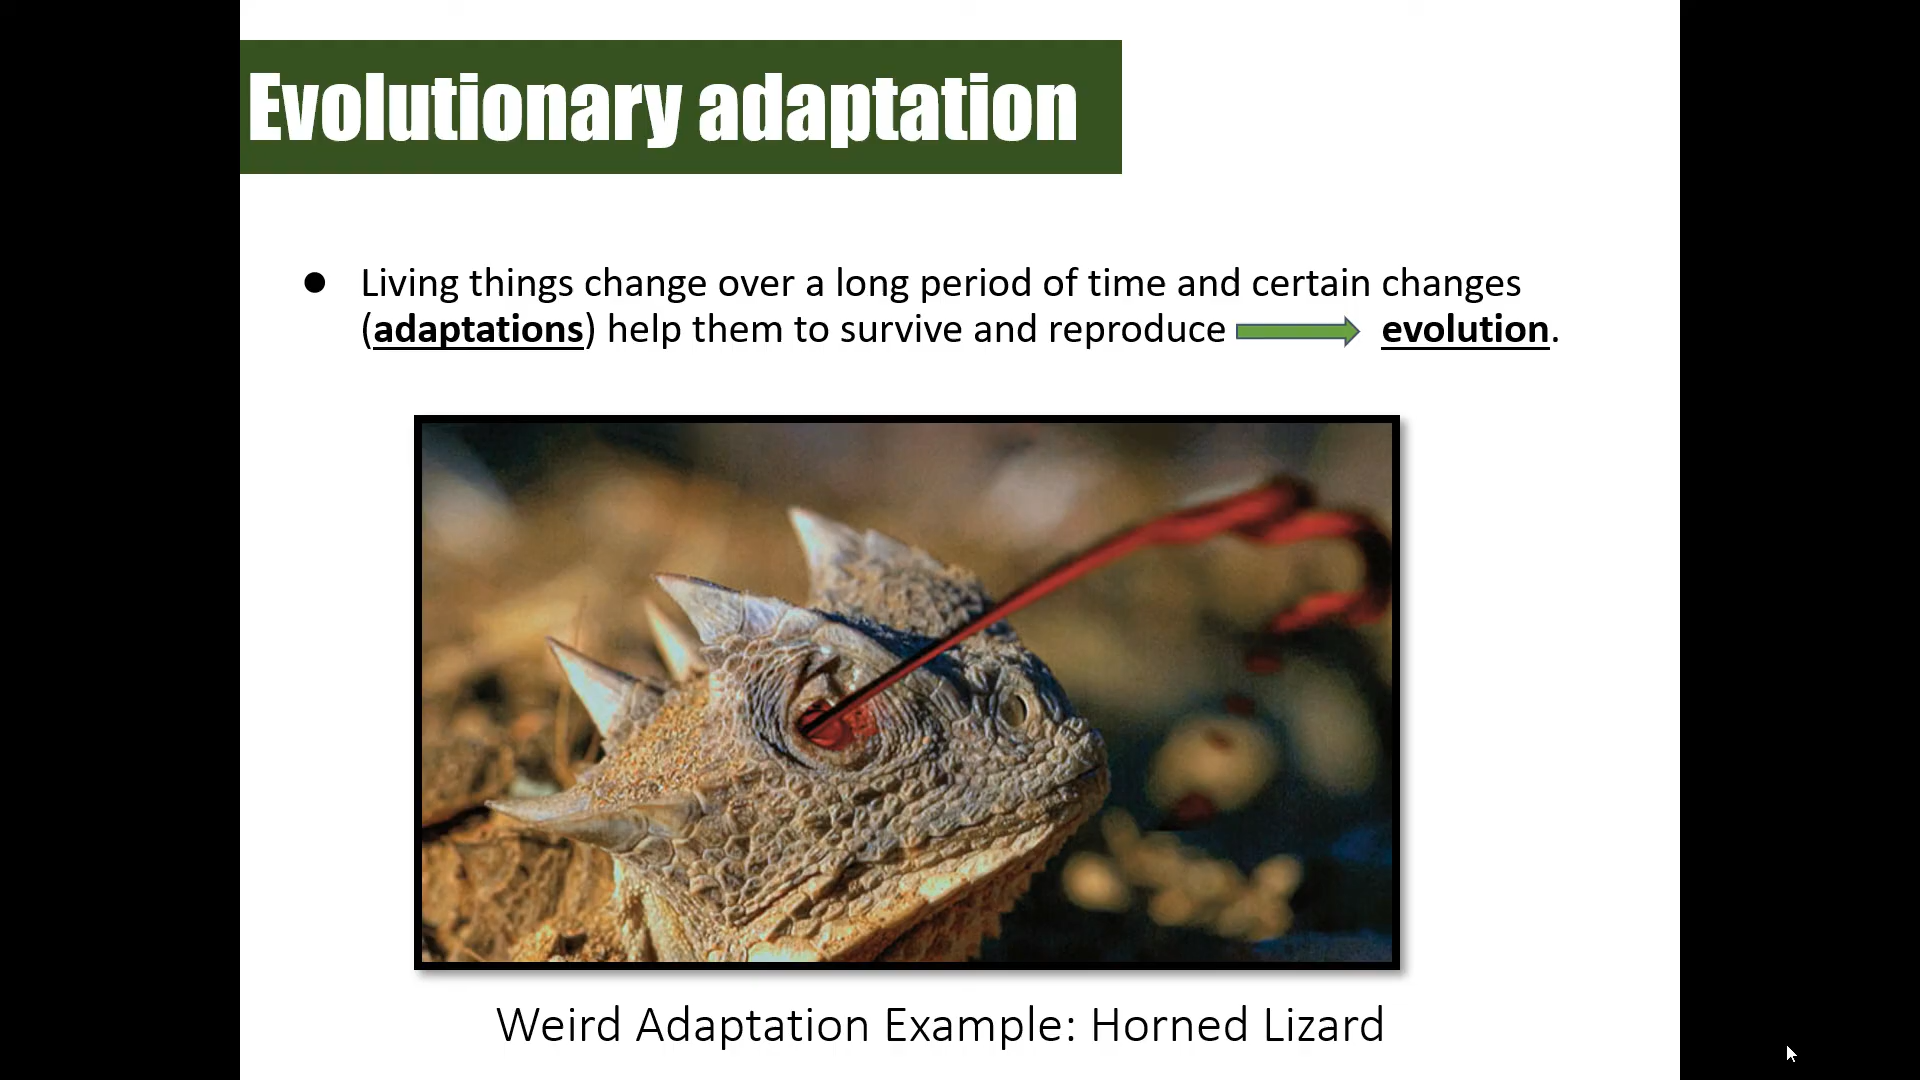 Evolutionary adaptation
● Living things change over a long period of time and certain changes
(adaptations) help them to survive and reproduce evolution.
Weird Adaptation Example: Horned Lizard